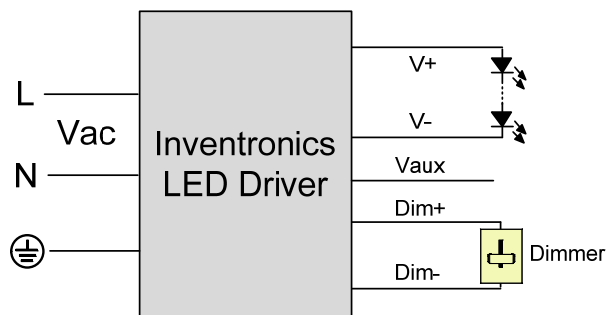 L
Vac
N
Inventronics
LED Driver
V+
V-
Vaux
Dim+
Dim-
Dimmer